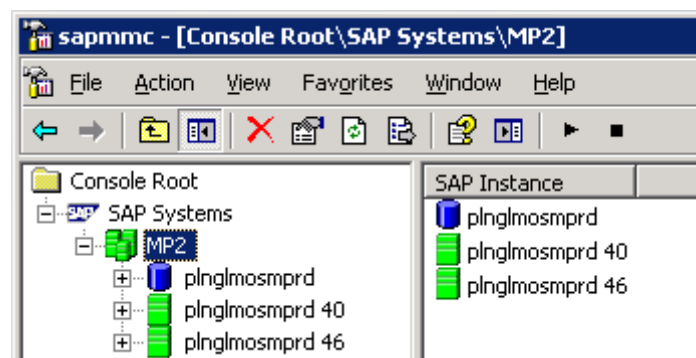 sapmmc - [Console Root\SAP Systems\MP2]
File Action View Favorites Window Help
Console Root
SAP SAP Systems
MP2
plnglmosmprd
plnglmosmprd 40
plnglmosmprd 46
SAP Instance
plnglmosmprd
plnglmosmprd 40
plnglmosmprd 46